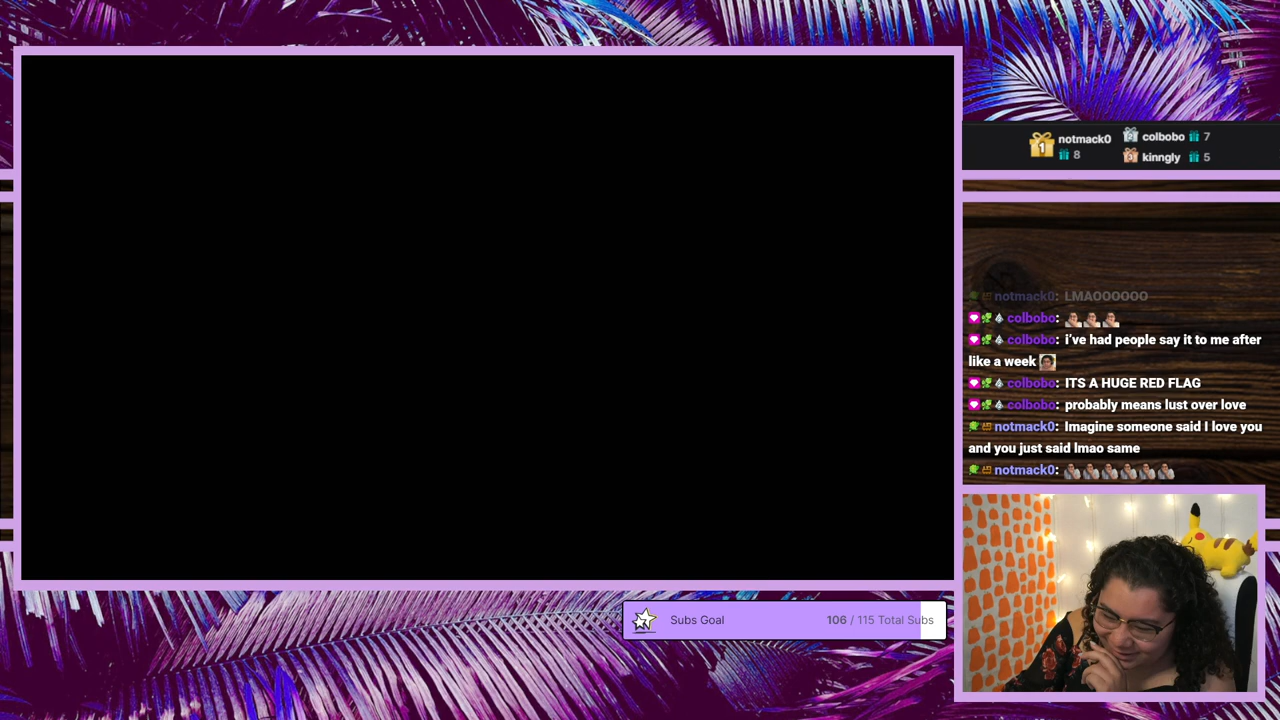 1 notmack0
8
colbobo 7
kinngly 5
notmack0: LMAOOOOOO
colbobo:
colbobo: i've had people say it to me after
like a week
colbobo: ITS A HUGE RED FLAG
colbobo: probably means lust over love
notmack0: Imagine someone said I love you
and you just said lmao same
notmack0:
Subs Goal 106 / 115 Total Subs